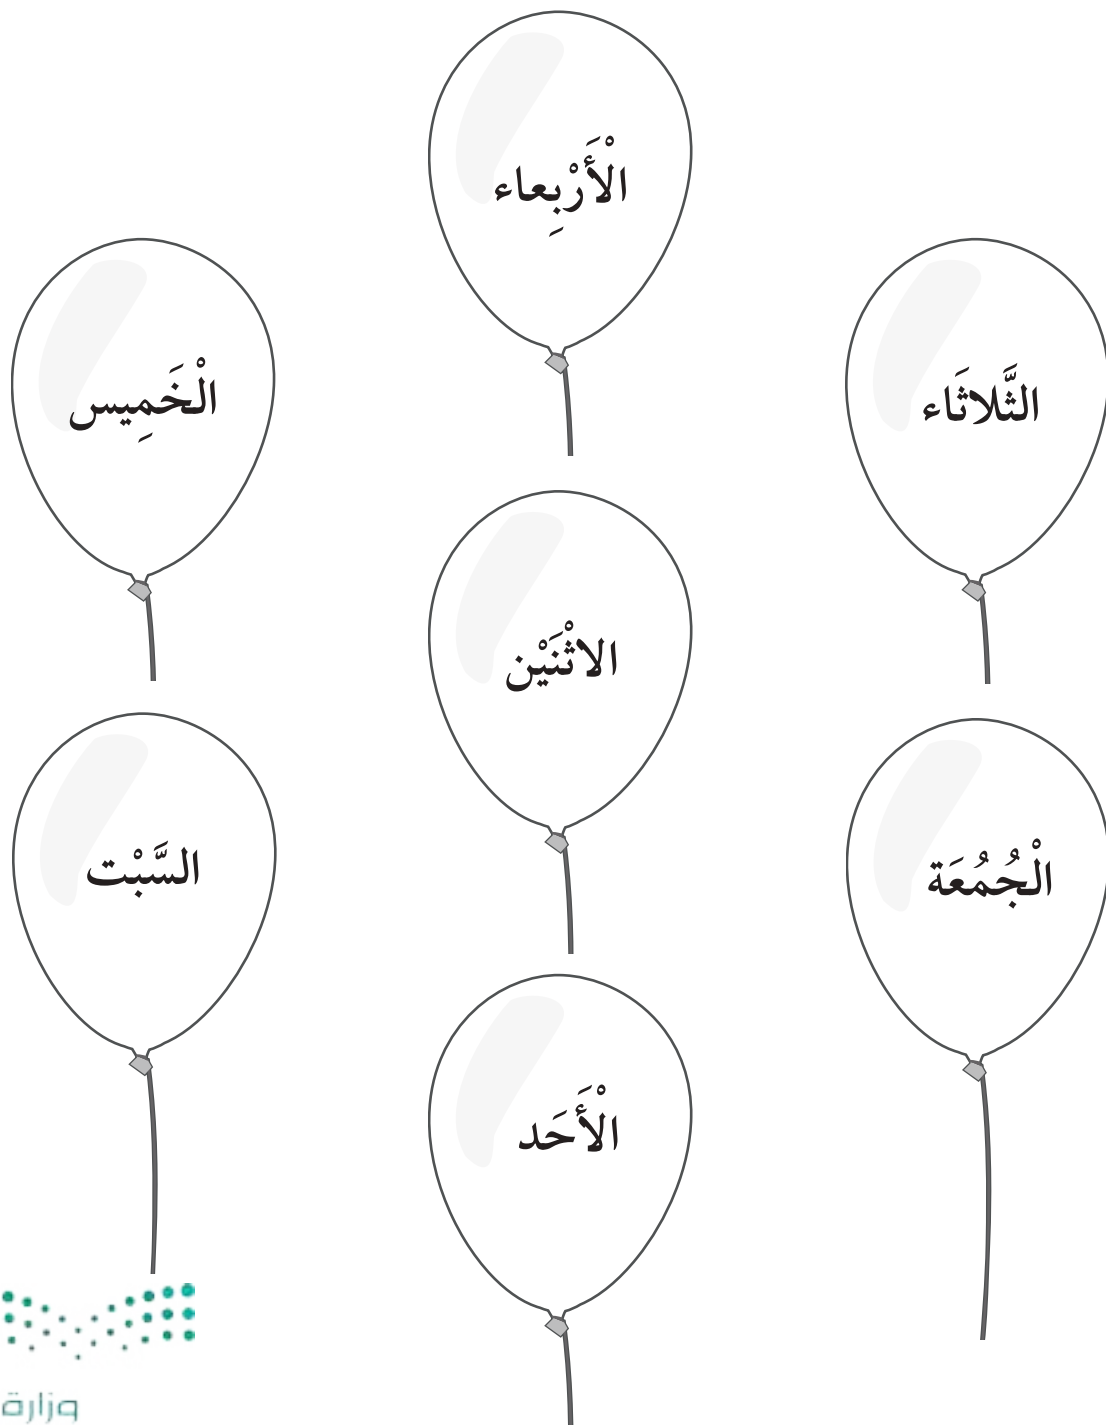 الْأَرْبِعاء
الثَّلاثَاء
الْخَمِيس
الاثْنَيْن
الْجُمُعَة
السَّبْت
الْأَحَد
وزارة